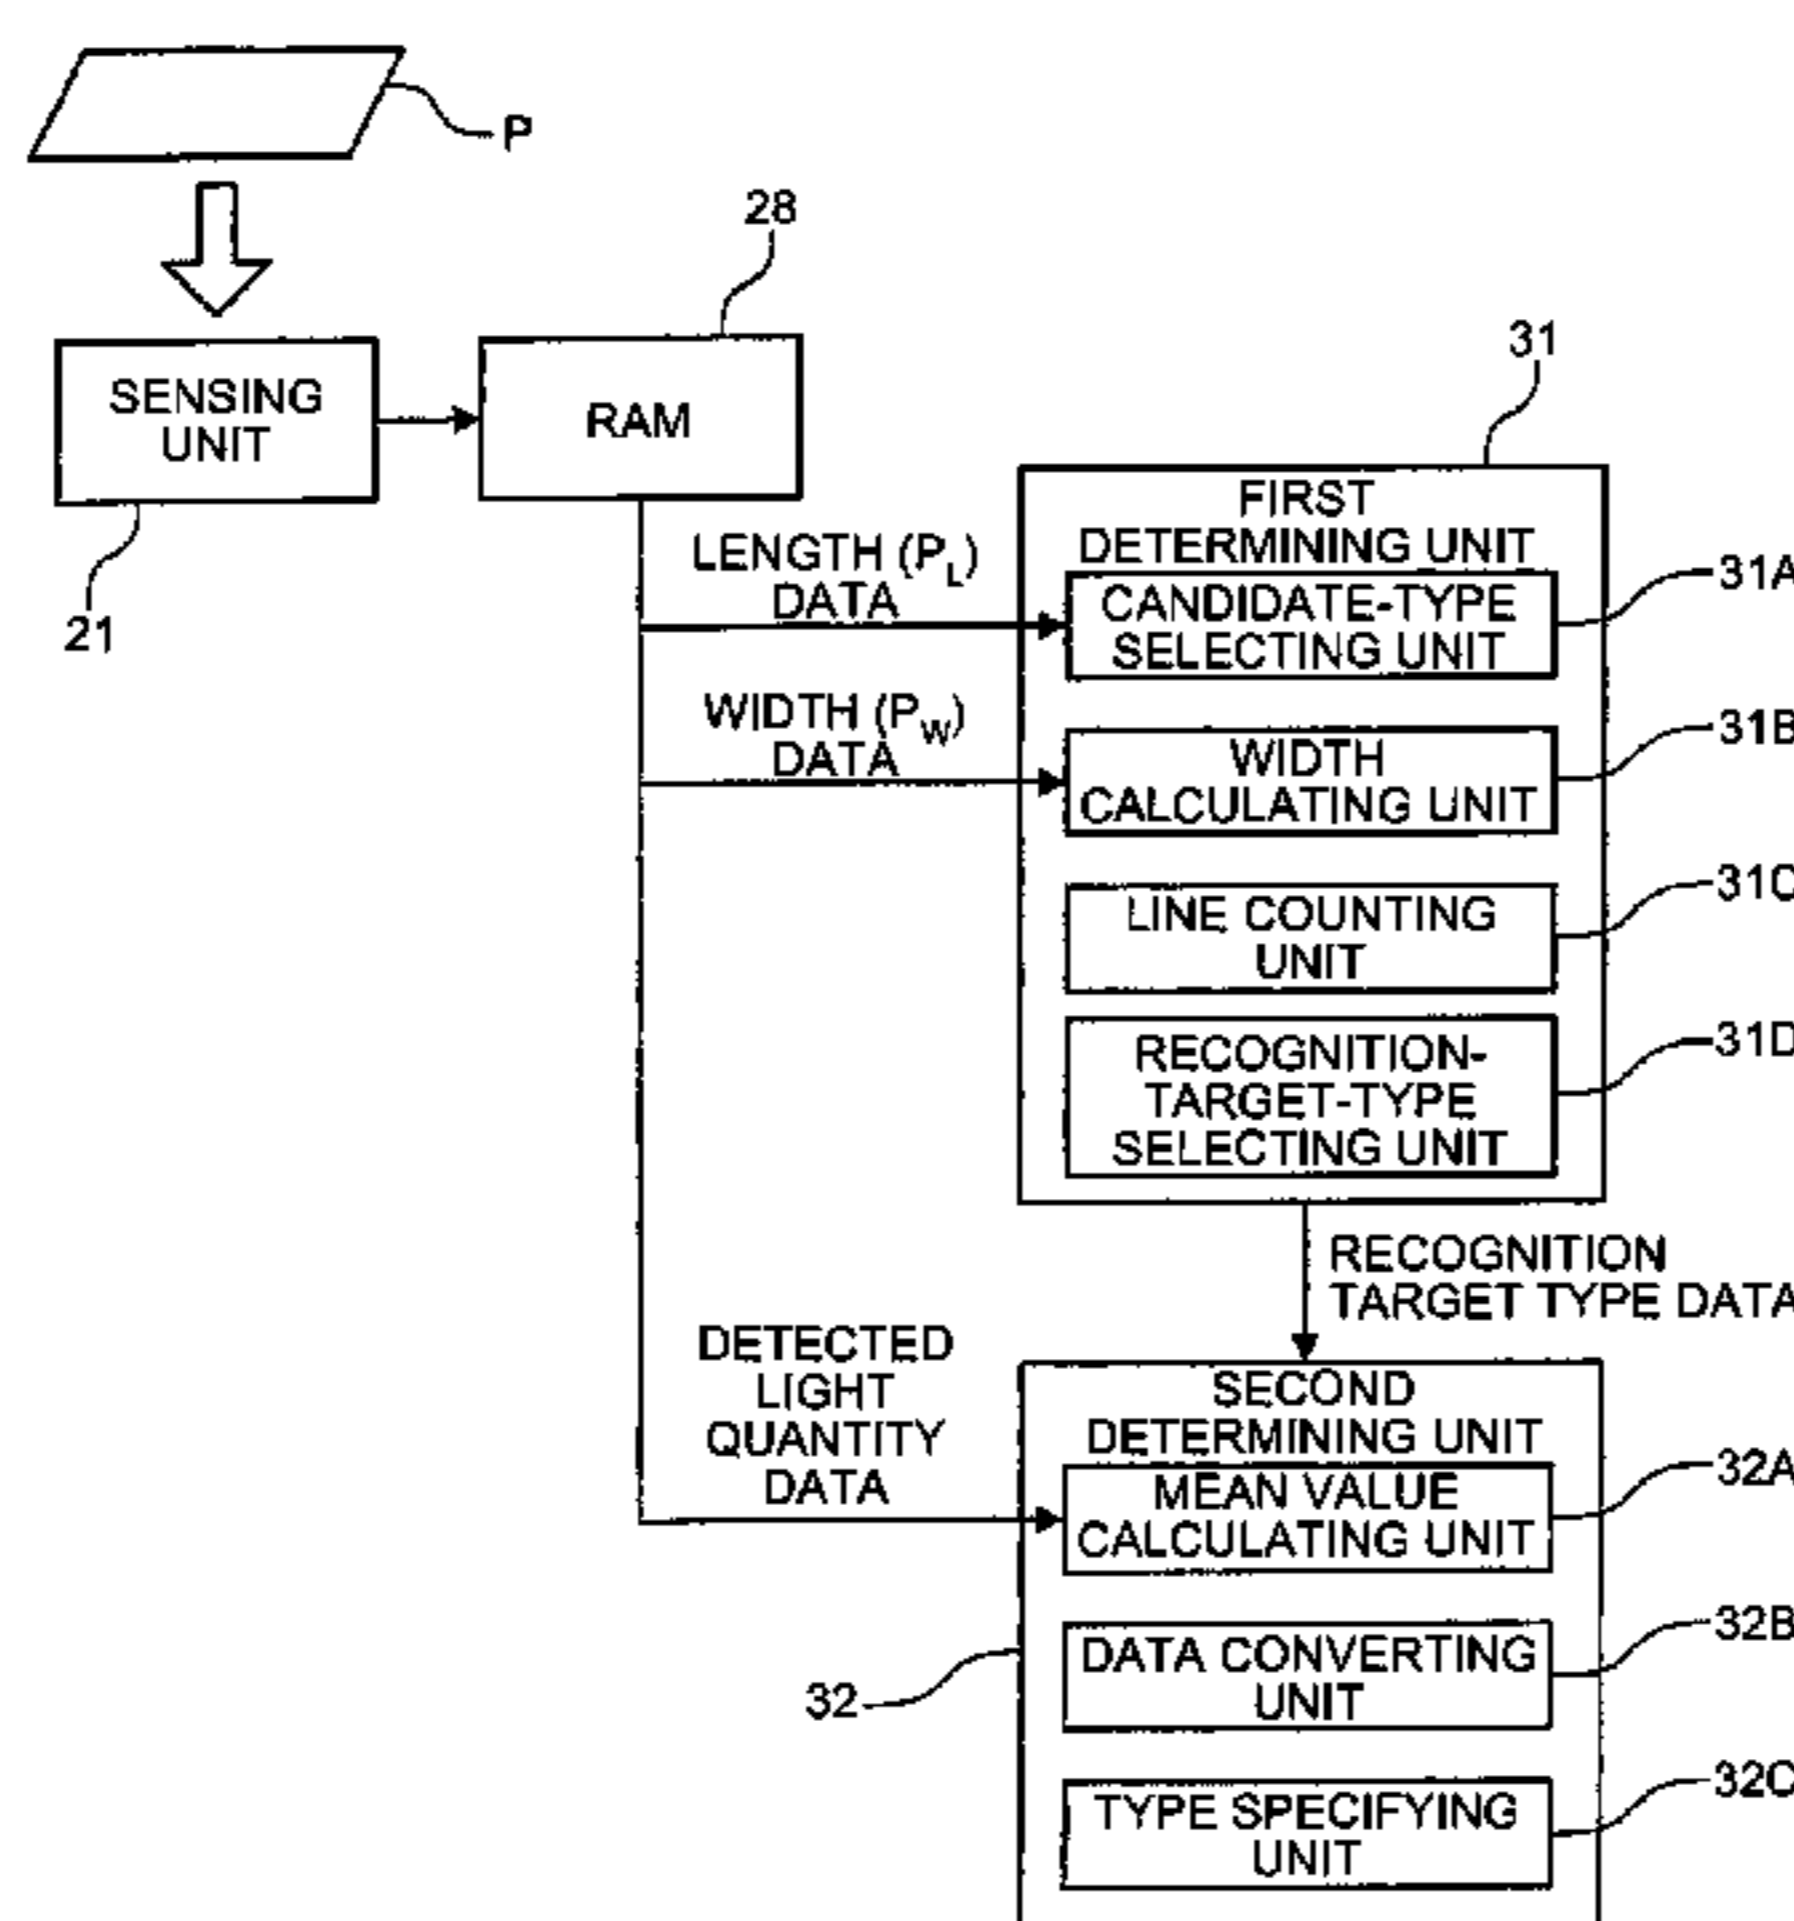 P
28
31
SENSING
UNIT
RAM
21
FIRST
DETERMINING UNIT
LENGTH (PL)
DATA
CANDIDATE-TYPE
SELECTING UNIT
31A
WIDTH (PW)
DATA
WIDTH
CALCULATING UNIT
31B
LINE COUNTING
UNIT
31C
RECOGNITION-
TARGET-TYPE
SELECTING UNIT
31D
RECOGNITION
TARGET TYPE DATA
DETECTED
LIGHT
QUANTITY
DATA
SECOND
DETERMINING UNIT
MEAN VALUE
CALCULATING UNIT
32A
32
DATA CONVERTING
UNIT
32B
TYPE SPECIFYING
UNIT
32C